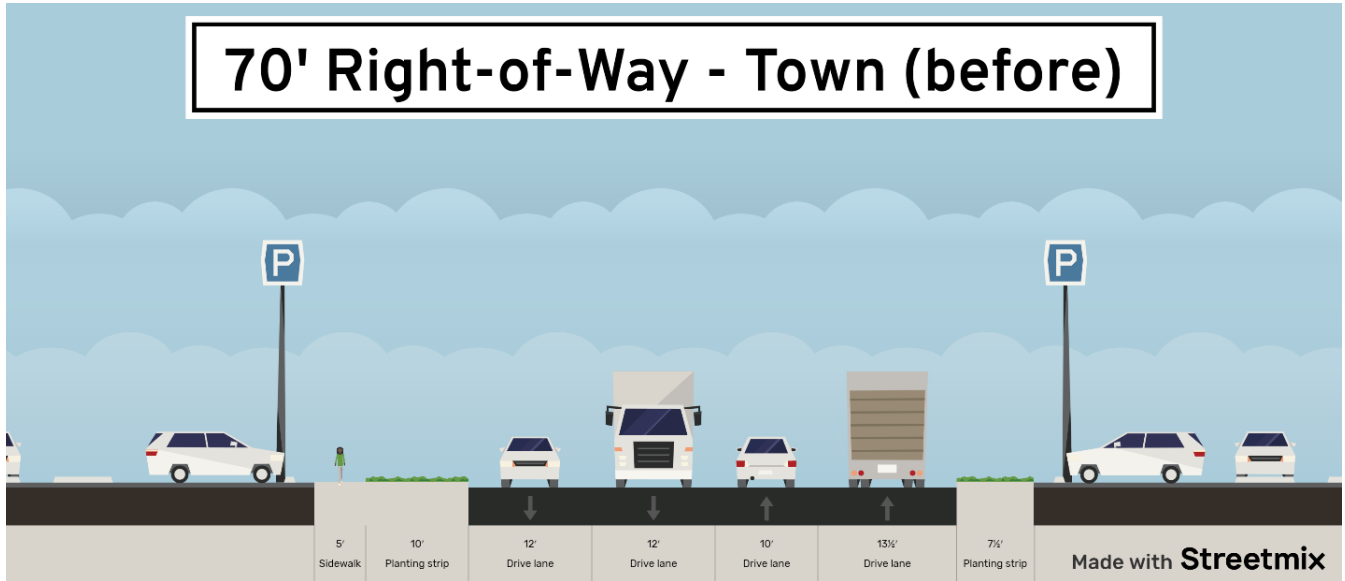 70' Right-of-Way - Town (before)
P
P
5'
Sidewalk
10'
Planting strip
12'
Drive lane
12'
Drive lane
10'
Drive lane
13½'
Drive lane
7½'
Planting strip
Made with Streetmix